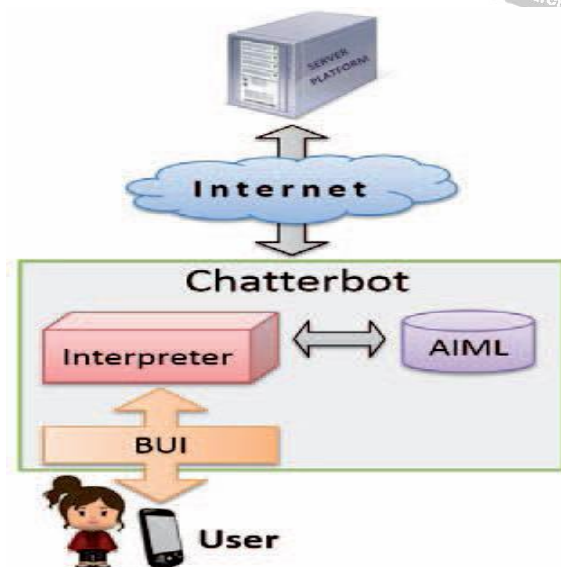 SERVER
PLATFORM
Internet
Chatterbot
Interpreter
AIML
BUI
User